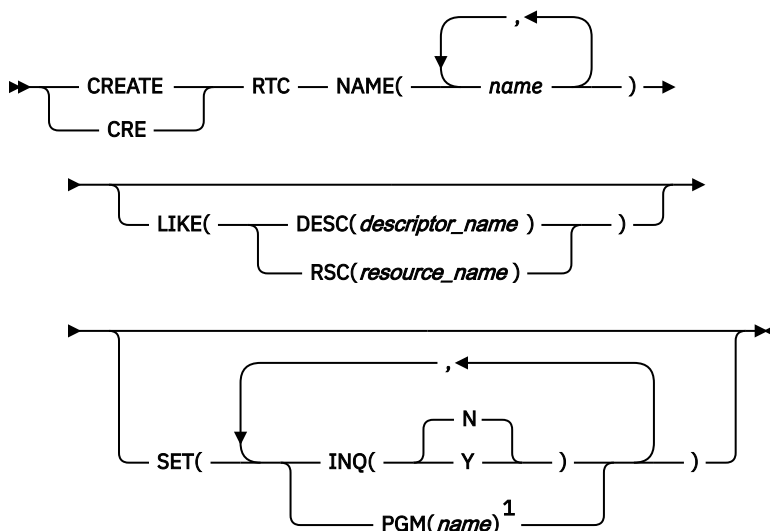 ,
CREATE RTC NAME( name )
CRE
LIKE( DESC(descriptor_name) )
RSC(resource_name)
,
N
SET( INQ( Y ) )
PGM(name)1